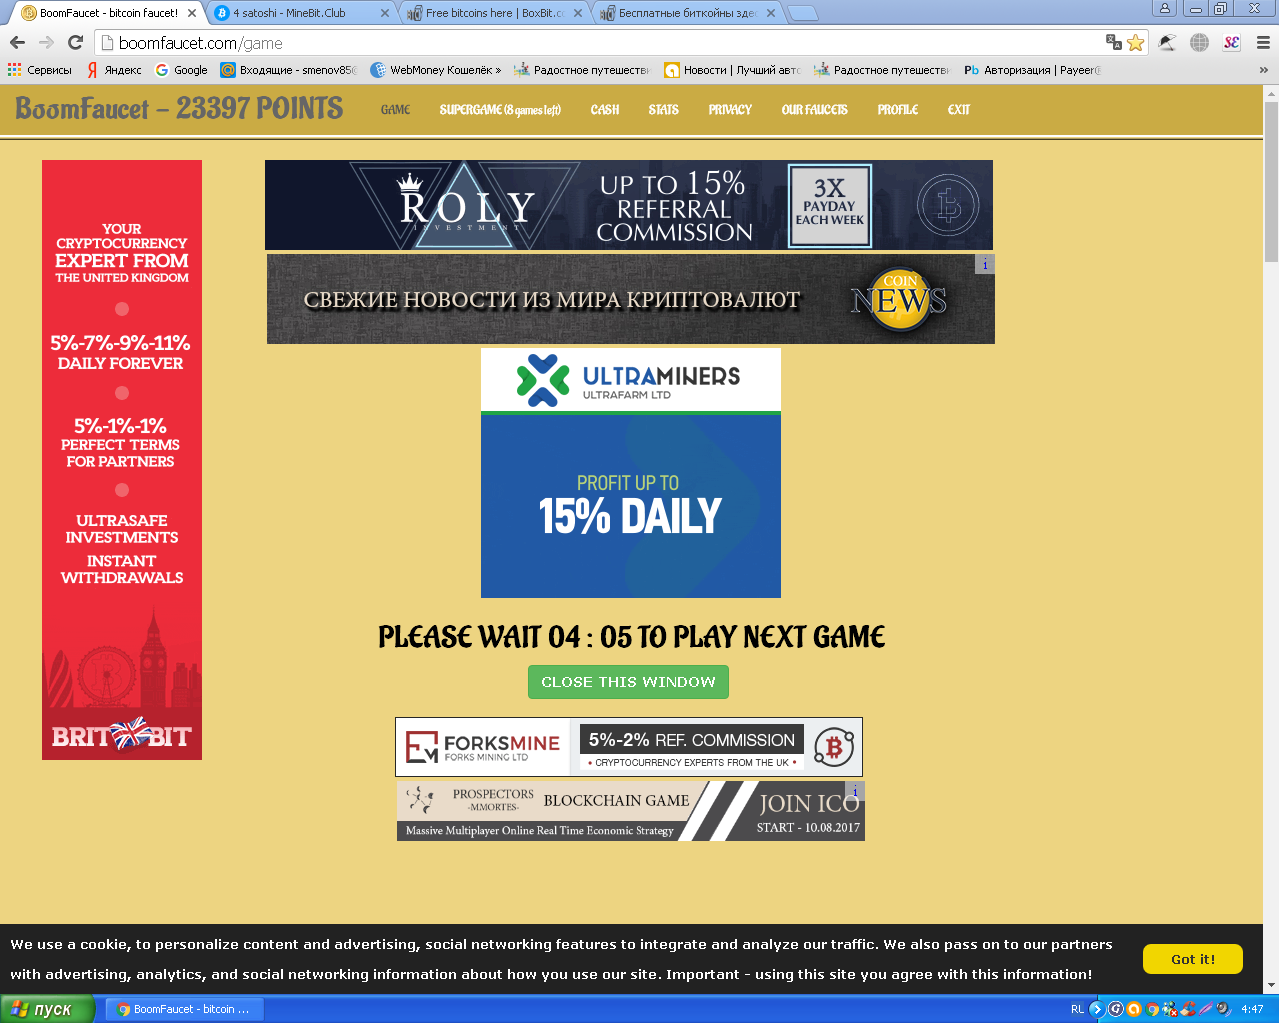 BoomFaucet - bitcoin faucet!
4 satoshi - MineBit.Club
Free bitcoins here | BoxBit.co
Бесплатные биткойны зде
boomfaucet.com/game
Сервисы
Яндекс
Google
Входящие - smenov85@
WebMoney Кошелёк »
Радостное путешестви
Новости | Лучший авто
Радостное путешестви
Авторизация | Payeer
»
BoomFaucet - 23397 POINTS
GAME
SUPERGAME (8 games left)
CASH
STATS
PRIVACY
OUR FAUCETS
PROFILE
EXIT
YOUR
CRYPTOCURRENCY
EXPERT FROM
THE UNITED KINGDOM
5%-7%-9%-11%
DAILY FOREVER
5%-1%-1%
PERFECT TERMS
FOR PARTNERS
ULTRASAFE
INVESTMENTS
INSTANT
WITHDRAWALS
BRIT BIT
ROLY
INVESTMENT
UP TO 15%
REFERRAL
COMMISSION
3X
PAYDAY
EACH WEEK
СВЕЖИЕ НОВОСТИ ИЗ МИРА КРИПТОВАЛЮТ
COIN
NEWS
i
ULTRAMINERS
ULTRAFARM LTD
PROFIT UP TO
15% DAILY
PLEASE WAIT 04 : 05 TO PLAY NEXT GAME
CLOSE THIS WINDOW
FORKSMINE
FORKS MINING LTD
5%-2% REF. COMMISSION
• CRYPTOCURRENCY EXPERTS FROM THE UK •
PROSPECTORS
-MMORTES-
BLOCKCHAIN GAME
Massive Multiplayer Online Real Time Economic Strategy
JOIN ICO
START - 10.08.2017
i
We use a cookie, to personalize content and advertising, social networking features to integrate and analyze our traffic. We also pass on to our partners
with advertising, analytics, and social networking information about how you use our site. Important - using this site you agree with this information!
Got it!
пуск
BoomFaucet - bitcoin ...
RL
4:47